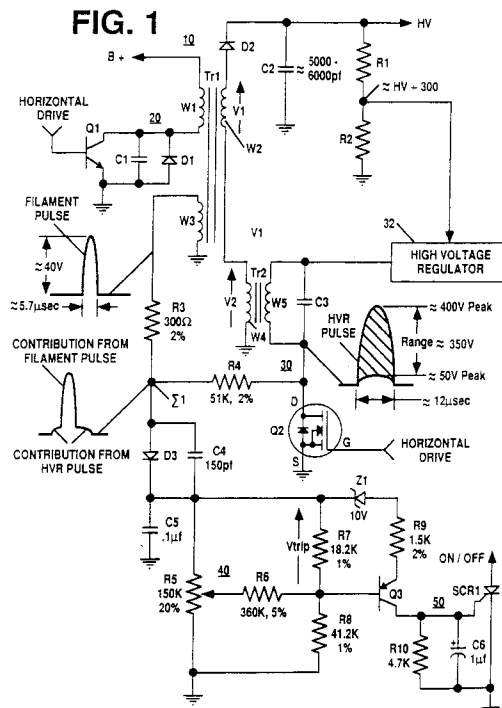 FIG. 1
10
D2
HV
B +
Tr1
C2
≈ 5000 -
6000pf
R1
≈ HV + 300
HORIZONTAL
DRIVE
20
W1
V1
W2
Q1
C1
D1
R2
FILAMENT
PULSE
W3
V1
32
HIGH VOLTAGE
REGULATOR
≈ 40V
Tr2
≈5.7µsec
V2
W5
C3
W4
HVR
PULSE
≈ 400V Peak
Range
≈ 350V
R3
300Ω
2%
30
≈ 50V Peak
CONTRIBUTION FROM
FILAMENT PULSE
R4
51K, 2%
≈ 12µsec
Σ1
D
Q2
G
S
HORIZONTAL
DRIVE
CONTRIBUTION FROM
HVR PULSE
D3
C4
150pf
Z1
10V
C5
.1µf
Vtrip
R7
18.2K
1%
R9
1.5K
2%
ON / OFF
R5
150K
20%
40
R6
360K, 5%
Q3
50
SCR1
R8
41.2K
1%
R10
4.7K
+
C6
1µf